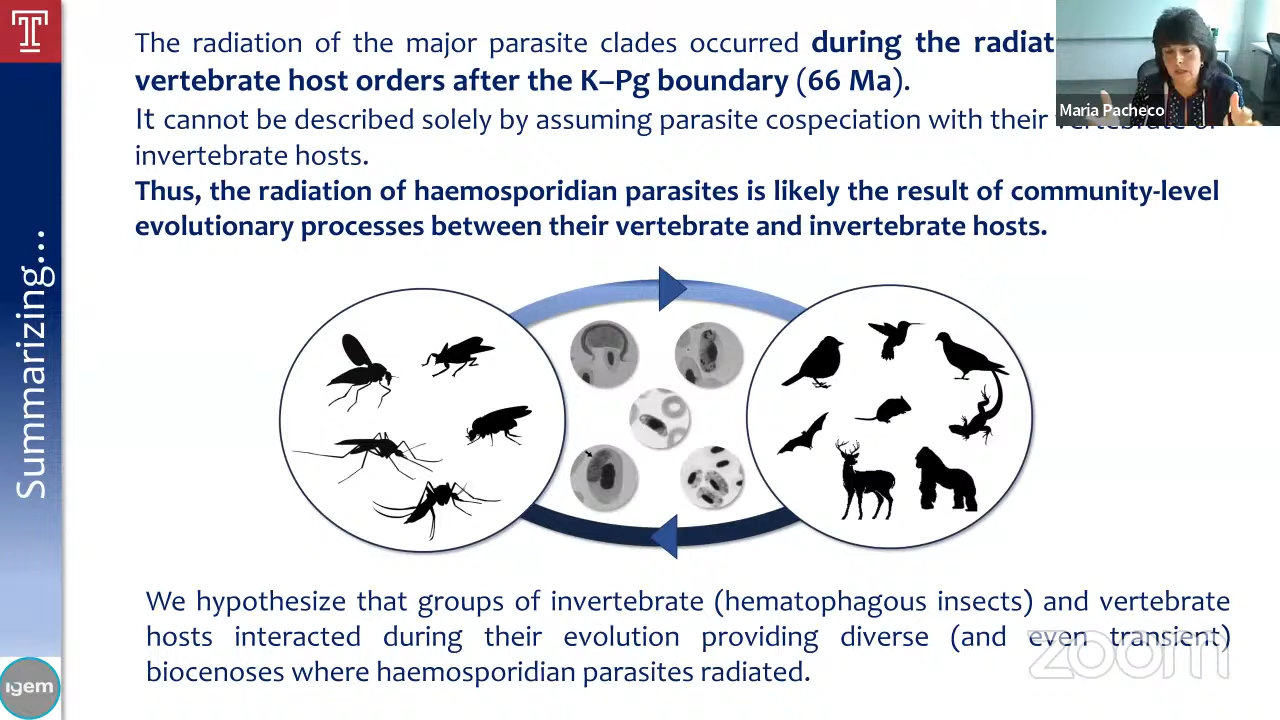 The radiation of the major parasite clades occurred during the radiat
vertebrate host orders after the K–Pg boundary (66 Ma).
It cannot be described solely by assuming parasite cospeciation with their vertebrate or
invertebrate hosts.
Thus, the radiation of haemosporidian parasites is likely the result of community-level
evolutionary processes between their vertebrate and invertebrate hosts.
Maria Pacheco
Summarizing...
We hypothesize that groups of invertebrate (hematophagous insects) and vertebrate
hosts interacted during their evolution providing diverse (and even transient)
biocenoses where haemosporidian parasites radiated.
zoom
igem